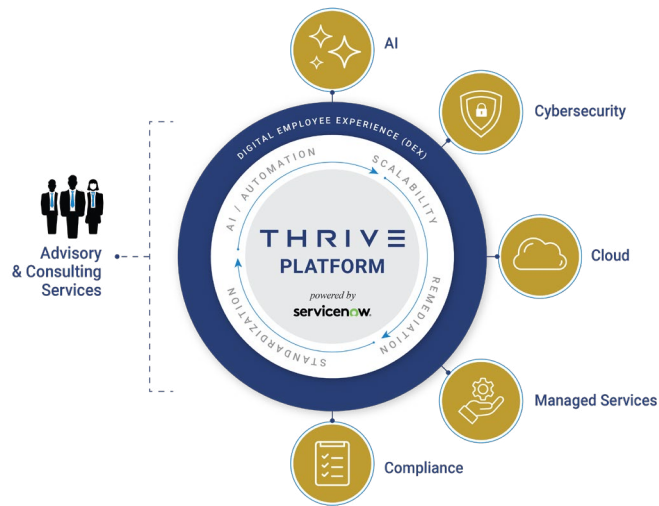 AI
Cybersecurity
Cloud
Managed Services
Compliance
Advisory
& Consulting
Services
DIGITAL EMPLOYEE EXPERIENCE (DEX)
AI / AUTOMATION
SCALABILITY
REMEDIATION
STANDARDIZATION
THRIVE
PLATFORM
powered by
servicenow.